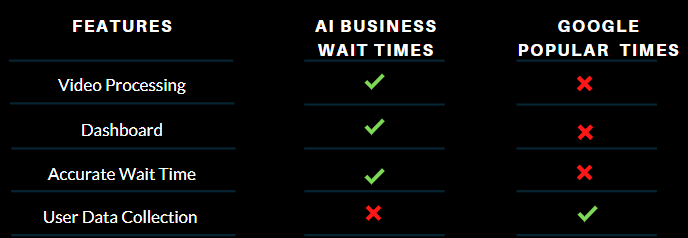 FEATURES
AI BUSINESS
WAIT TIMES
GOOGLE
POPULAR TIMES
Video Processing
Dashboard
Accurate Wait Time
User Data Collection